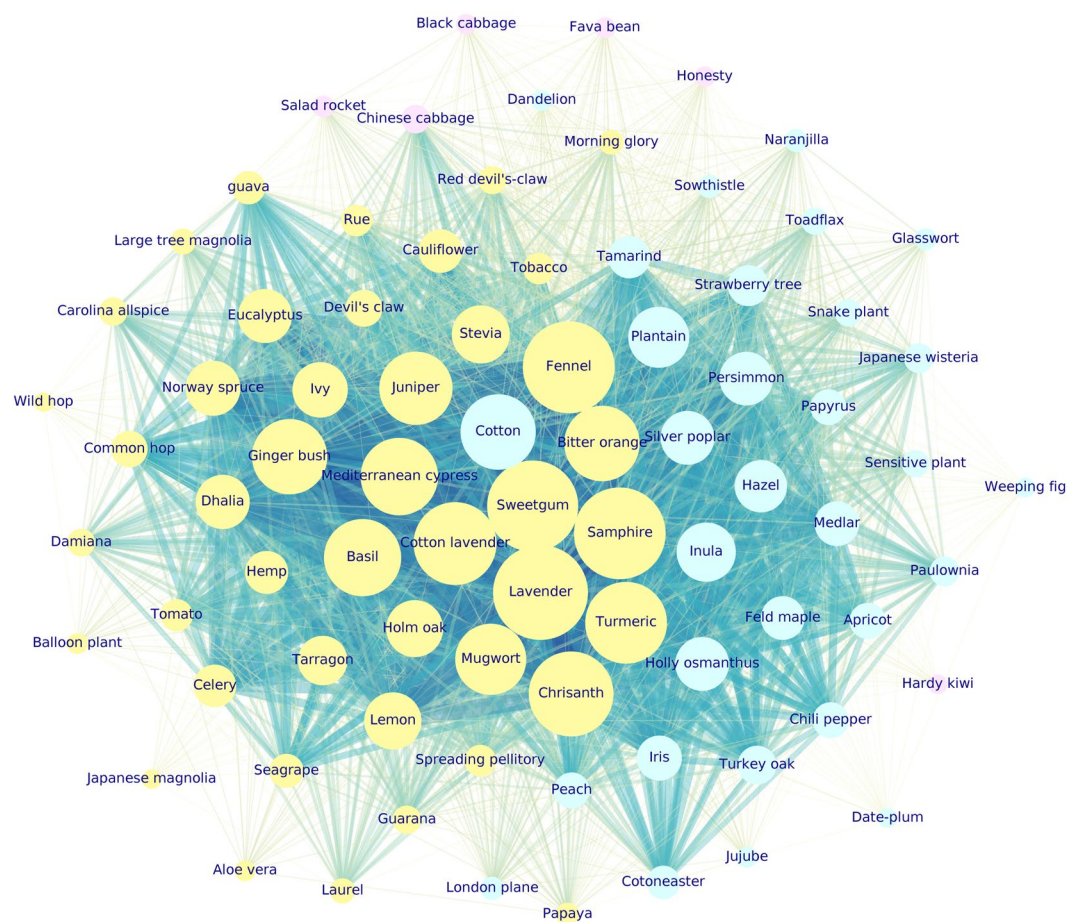 Black cabbage
Fava bean
Honesty
Dandelion
Salad rocket
Chinese cabbage
Morning glory
Naranjilla
Red devil's-claw
guava
Sowthistle
Rue
Toadflax
Large tree magnolia
Glasswort
Cauliflower
Tamarind
Tobacco
Strawberry tree
Carolina allspice
Devil's claw
Eucalyptus
Snake plant
Stevia
Plantain
Japanese wisteria
Fennel
Persimmon
Norway spruce
Ivy
Juniper
Wild hop
Papyrus
Cotton
Silver poplar
Bitter orange
Common hop
Ginger bush
Sensitive plant
Mediterranean cypress
Hazel
Weeping fig
Dhalia
Sweetgum
Medlar
Samphire
Damiana
Cotton lavender
Inula
Basil
Hemp
Paulownia
Lavender
Tomato
Feld maple
Apricot
Turmeric
Holm oak
Balloon plant
Tarragon
Mugwort
Holly osmanthus
Celery
Hardy kiwi
Chrisanth
Lemon
Chili pepper
Iris
Spreading pellitory
Turkey oak
Seagrape
Japanese magnolia
Peach
Guarana
Date-plum
Jujube
Aloe vera
Cotoneaster
London plane
Laurel
Papaya